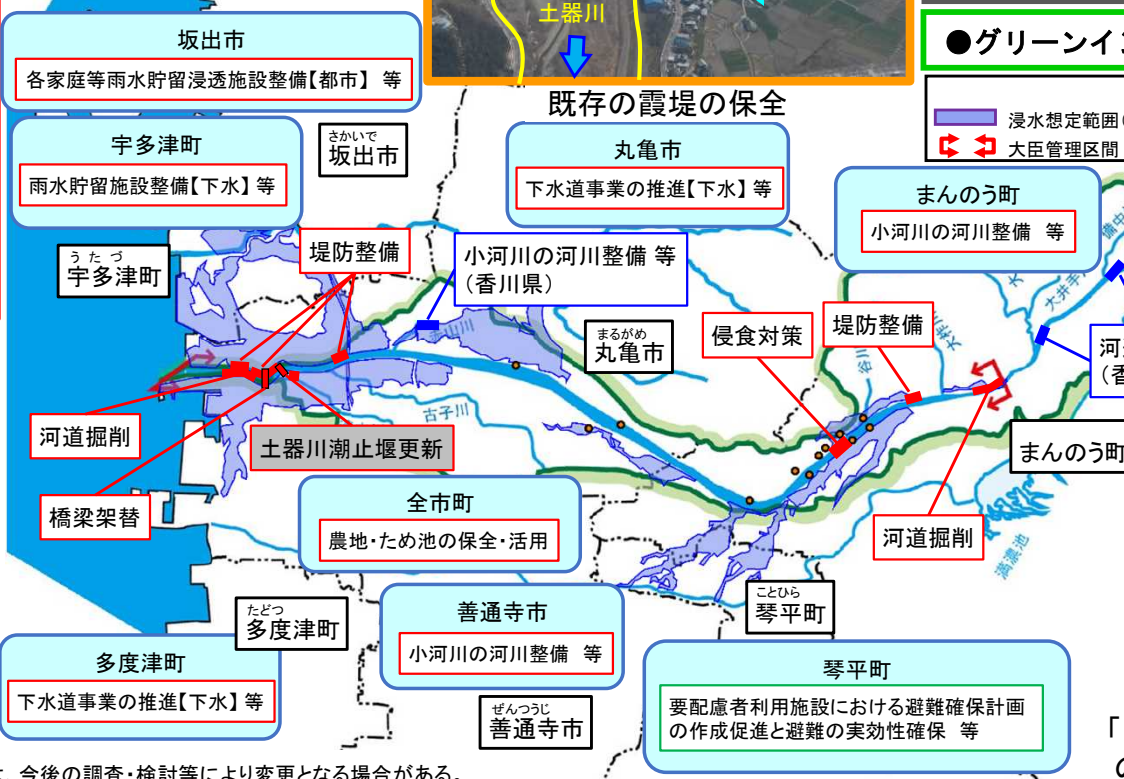 土器川
坂出市
各家庭等雨水貯留浸透施設整備【都市】 等
●グリーンイン
既存の霞堤の保全
浸水想定範囲
大臣管理区間
宇多津町
雨水貯留施設整備【下水】等
さかいで
坂出市
丸亀市
下水道事業の推進【下水】等
まんのう町
小河川の河川整備 等
うたづ
宇多津町
堤防整備
小河川の河川整備 等
(香川県)
まるがめ
丸亀市
侵食対策
堤防整備
古子川
河道掘削
土器川潮止堰更新
まんのう町
橋梁架替
全市町
農地・ため池の保全・活用
河道掘削
満濃池
たどつ
多度津町
善通寺市
小河川の河川整備 等
ことひら
琴平町
多度津町
下水道事業の推進【下水】等
ぜんつうじ
善通寺市
琴平町
要配慮者利用施設における避難確保計画
の作成促進と避難の実効性確保 等
今後の調査・検討等により変更となる場合がある。
「
の